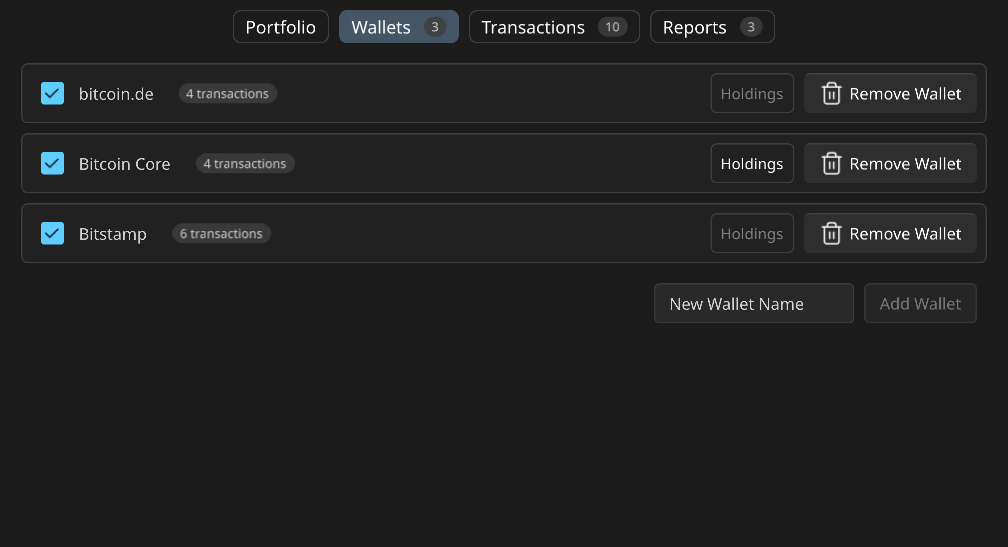 Portfolio Wallets 3 Transactions 10 Reports 3
bitcoin.de 4 transactions Holdings Remove Wallet
Bitcoin Core 4 transactions Holdings Remove Wallet
Bitstamp 6 transactions Holdings Remove Wallet
New Wallet Name Add Wallet